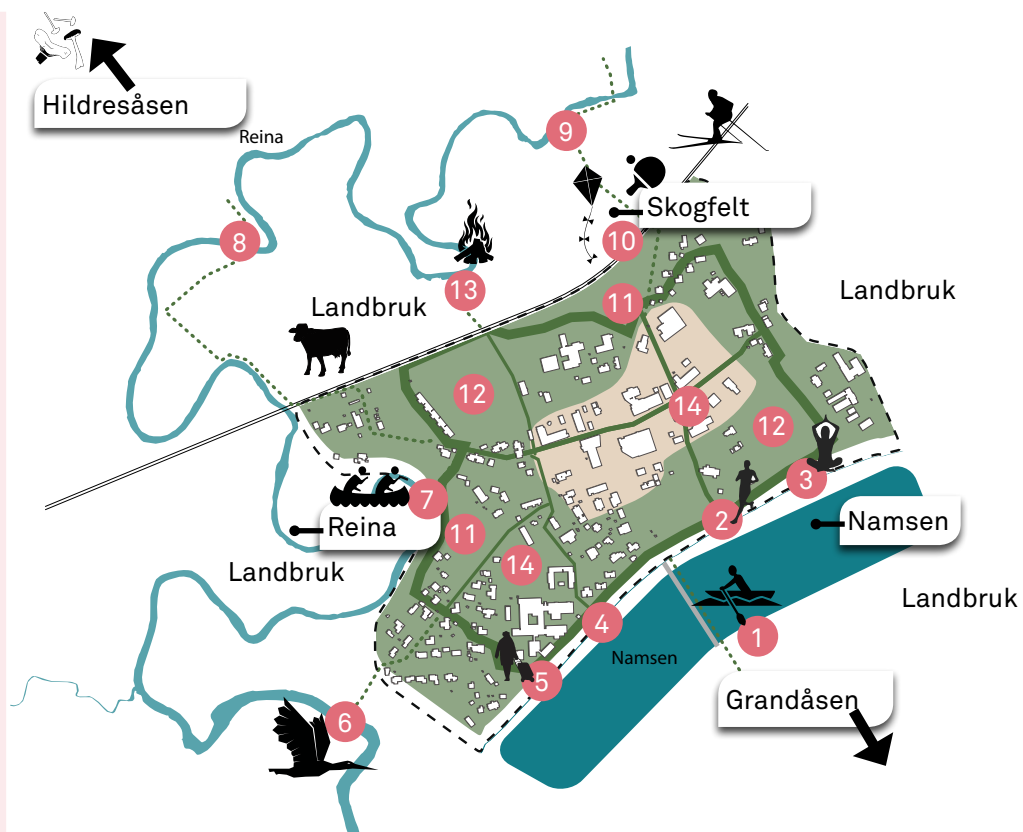 Hildresåsen
Reina
9
Skogfelt
8
10
13
11
Landbruk
Landbruk
12
14
12
3
7
2
Namsen
Reina
11
14
Landbruk
Landbruk
4
1
Namsen
5
Grandåsen
6